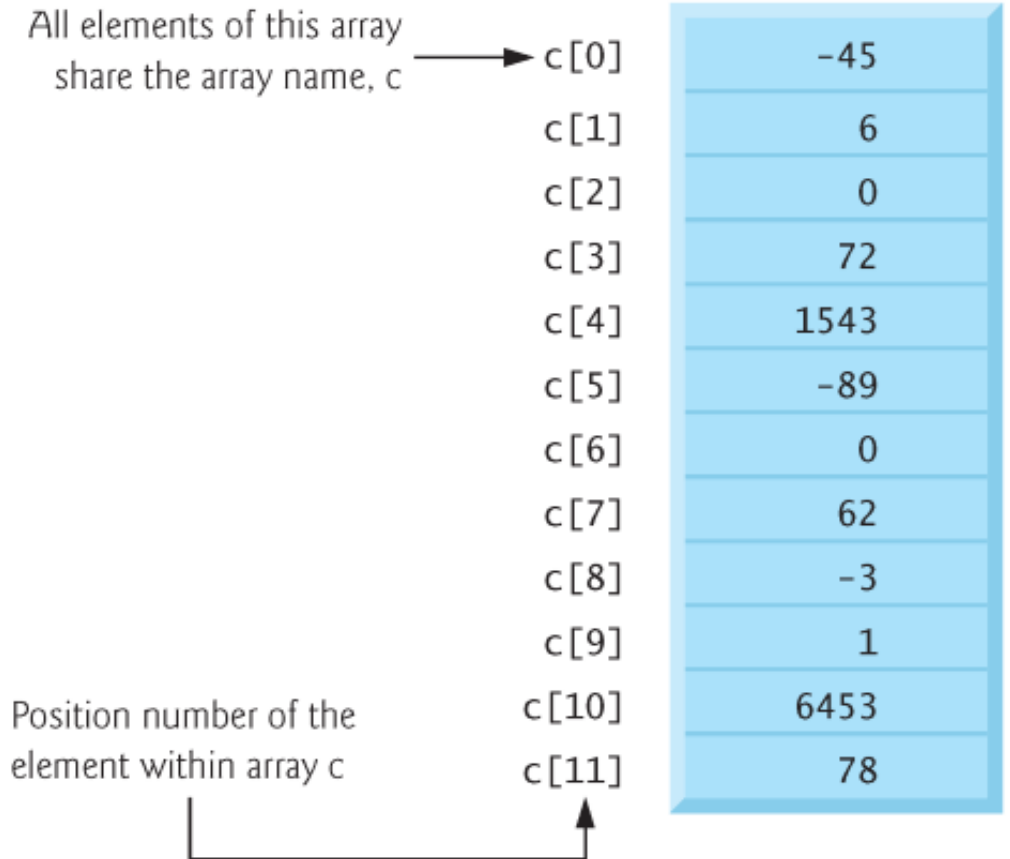 All elements of this array
share the array name, c
c[0] -45
c[1] 6
c[2] 0
c[3] 72
c[4] 1543
c[5] -89
c[6] 0
c[7] 62
c[8] -3
c[9] 1
c[10] 6453
c[11] 78
Position number of the
element within array c